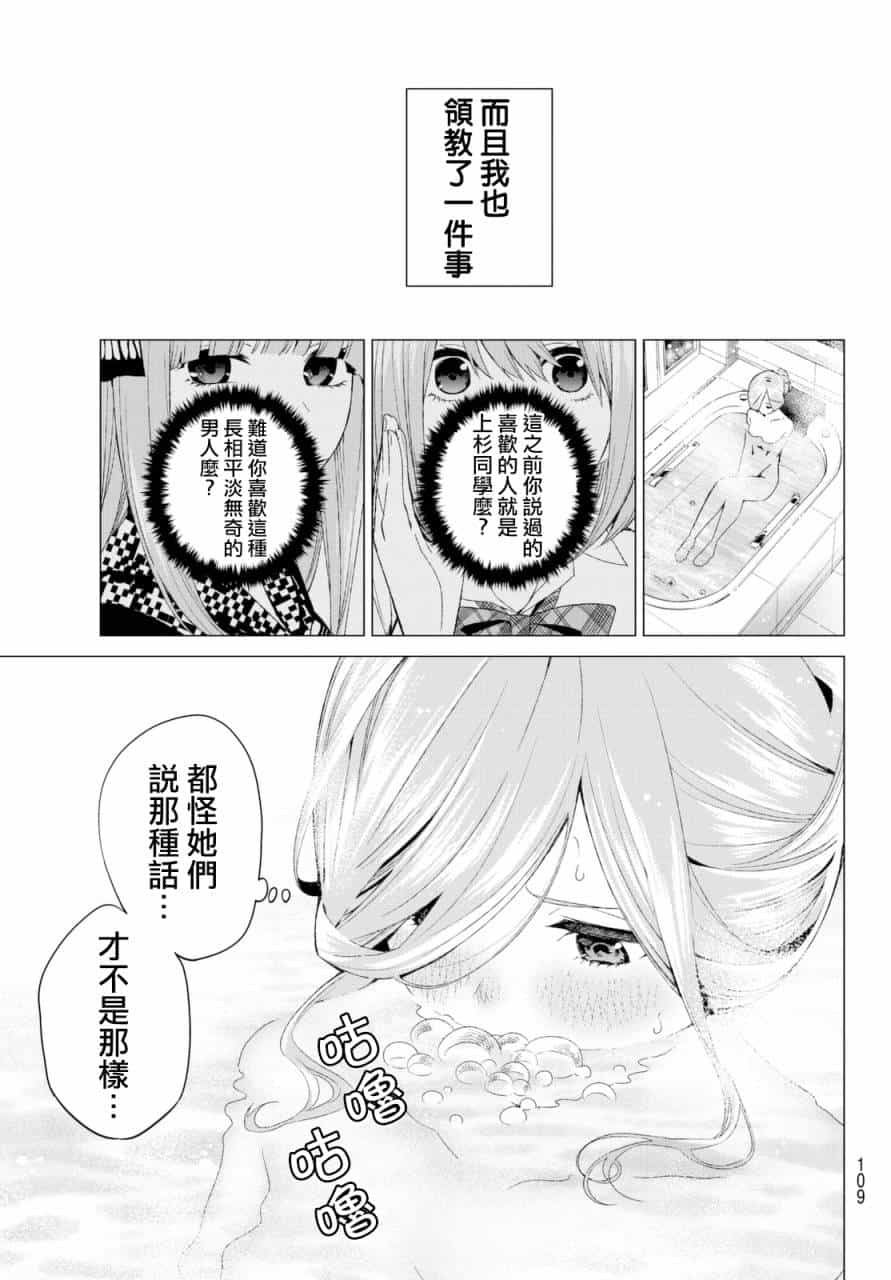 而且我也
領教了一件事
這之前你說過的
喜歡的人就是
上杉同學麼？
難道你喜歡這種
長相平淡無奇的
男人麼？
都怪她們
說那種話…
才不是那樣…
咕嚕
咕嚕
109